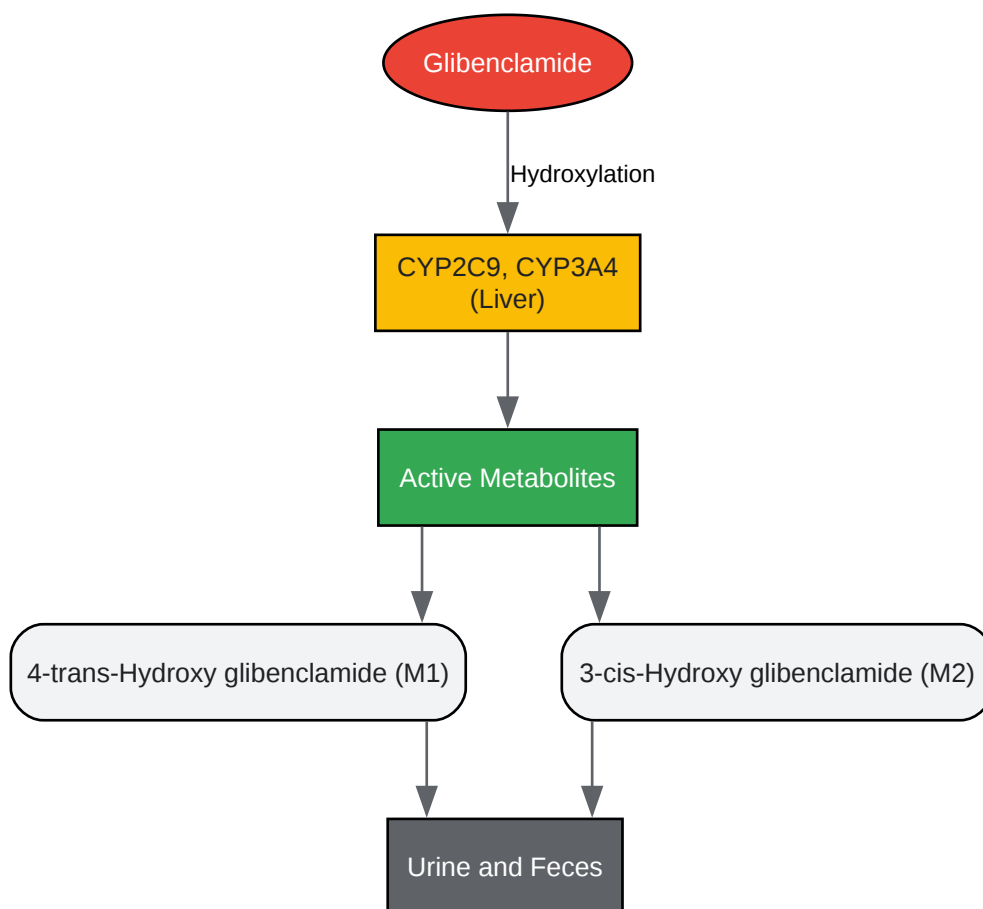 Glibenclamide
Hydroxylation
CYP2C9, CYP3A4
(Liver)
Active Metabolites
4-trans-Hydroxy glibenclamide (M1)
3-cis-Hydroxy glibenclamide (M2)
Urine and Feces